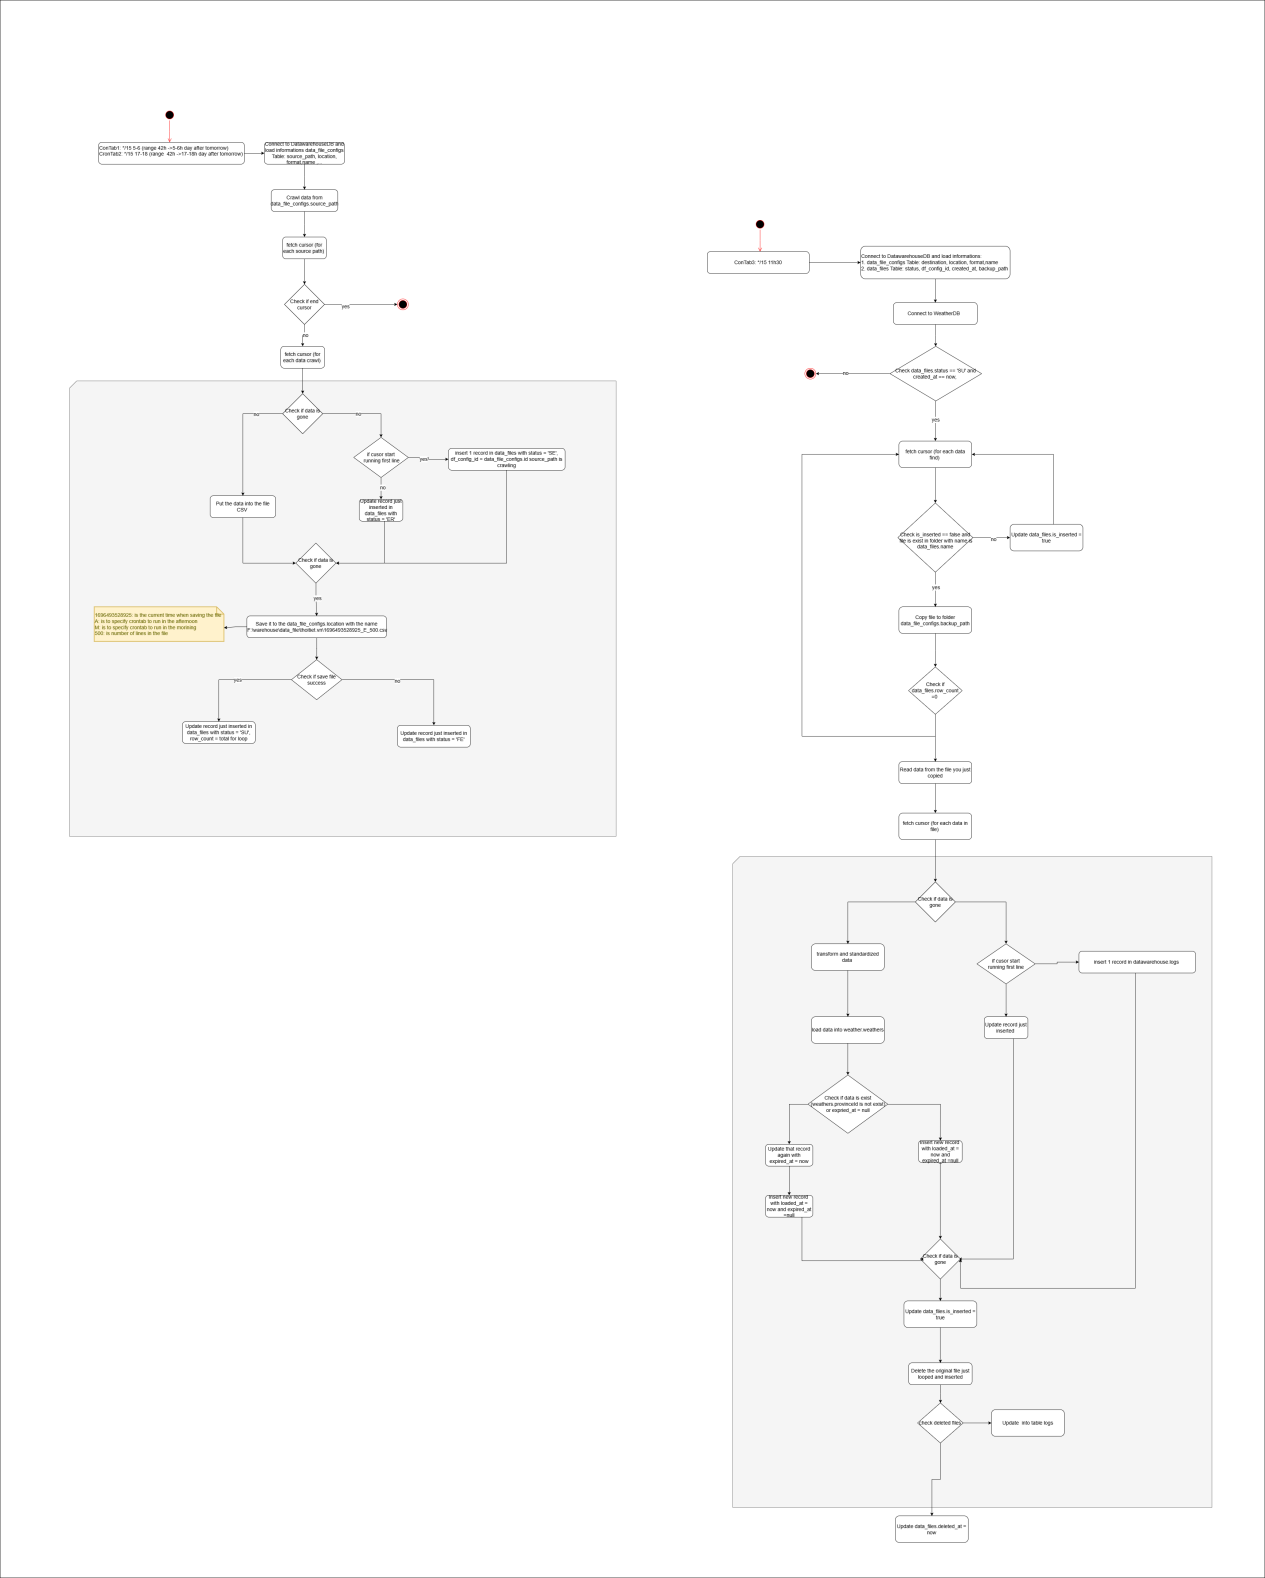 ConTab1: */15 5-6 (range 42h ->5-6h day after tomorrow)
CronTab2: */15 17-18 (range  42h ->17-18h day after tomorrow)
Connect to DatawarehouseDB and
load informations data_file_configs
Table: source_path, location,
format,name
Crawl data from
data_file_configs.source_path
fetch cursor (for
each source path)
Check if end
cursor
yes
no
fetch cursor (for
each data crawl)
Check if data is
gone
no
no
if cusor start
running first line
yes!
insert 1 record in data_files with status = 'SE',
df_config_id = data_file_configs.id source_path is
crawling
no
Put the data into the file
CSV
Update record just
inserted in
data_files with
status = 'ER'
Check if data is
gone
yes
1696493528925: is the current time when saving the file
A: is to specify crontab to run in the afternoon
M: is to specify crontab to run in the morining
500: is number of lines in the file
Save it to the data_file_configs.location with the name
Check if save file
success
yes
no
Update record just inserted in
data_files with status = 'SU',
row_count = total for loop
Update record just inserted in
data_files with status = 'FE'
ConTab3: */15 11h30
Connect to DatawarehouseDB and load informations:
1. data_file_configs Table: destination, location, format,name
2. data_files Table: status, df_config_id, created_at, backup_path
Connect to WeatherDB
Check data_files.status == 'SU' and
created_at == now,
no
yes
fetch cursor (for each data
find)
Check is_inserted == false and
file is exist in folder with name is
data_files.name
no
Update data_files.is_inserted =
true
yes
Copy file to folder
data_file_configs.backup_path
Check if
data_files.row_count
=0
Read data from the file you just
copied
fetch cursor (for each data in
file)
Check if data is
gone
transform and standardized
data
if cusor start
running first line
insert 1 record in datawarehouse.logs
load data into weather.weathers
Update record just
inserted
Check if data is exist
(weathers.provinceId is not exist)
or expried_at = null
Update that record
again with
expired_at = now
Insert new record
with loaded_at =
now and
expired_at =null
Insert new record
with loaded_at =
now and expired_at
=null
Check if data is
gone
Update data_files.is_inserted =
true
Delete the original file just
looped and inserted
check deleted files
Update  into table logs
Update data_files.deleted_at =
now